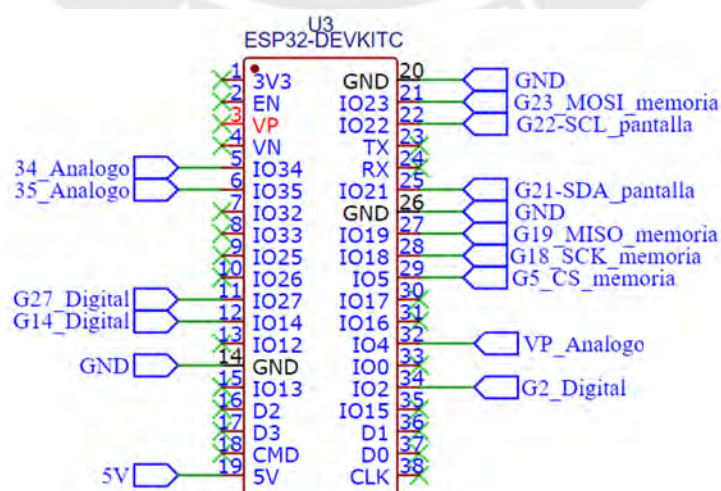 U3
ESP32-DEVKITC
1 3V3 GND 20 GND
2 EN IO23 21 G23_MOSI_memoria
3 VP IO22 22 G22-SCL_pantalla
4 VN TX 23
34_Analogo 5 IO34 RX 24
35_Analogo 6 IO35 IO21 25 G21-SDA_pantalla
7 IO32 GND 26 GND
8 IO33 IO19 27 G19_MISO_memoria
9 IO25 IO18 28 G18_SCK_memoria
10 IO26 IO5 29 G5_CS_memoria
G27_Digital 11 IO27 IO17 30
G14_Digital 12 IO14 IO16 31
13 IO12 IO4 32 VP_Analogo
GND 14 GND IO0 33
15 IO13 IO2 34 G2_Digital
16 D2 IO15 35
17 D3 D1 36
18 CMD D0 37
5V 19 5V CLK 38